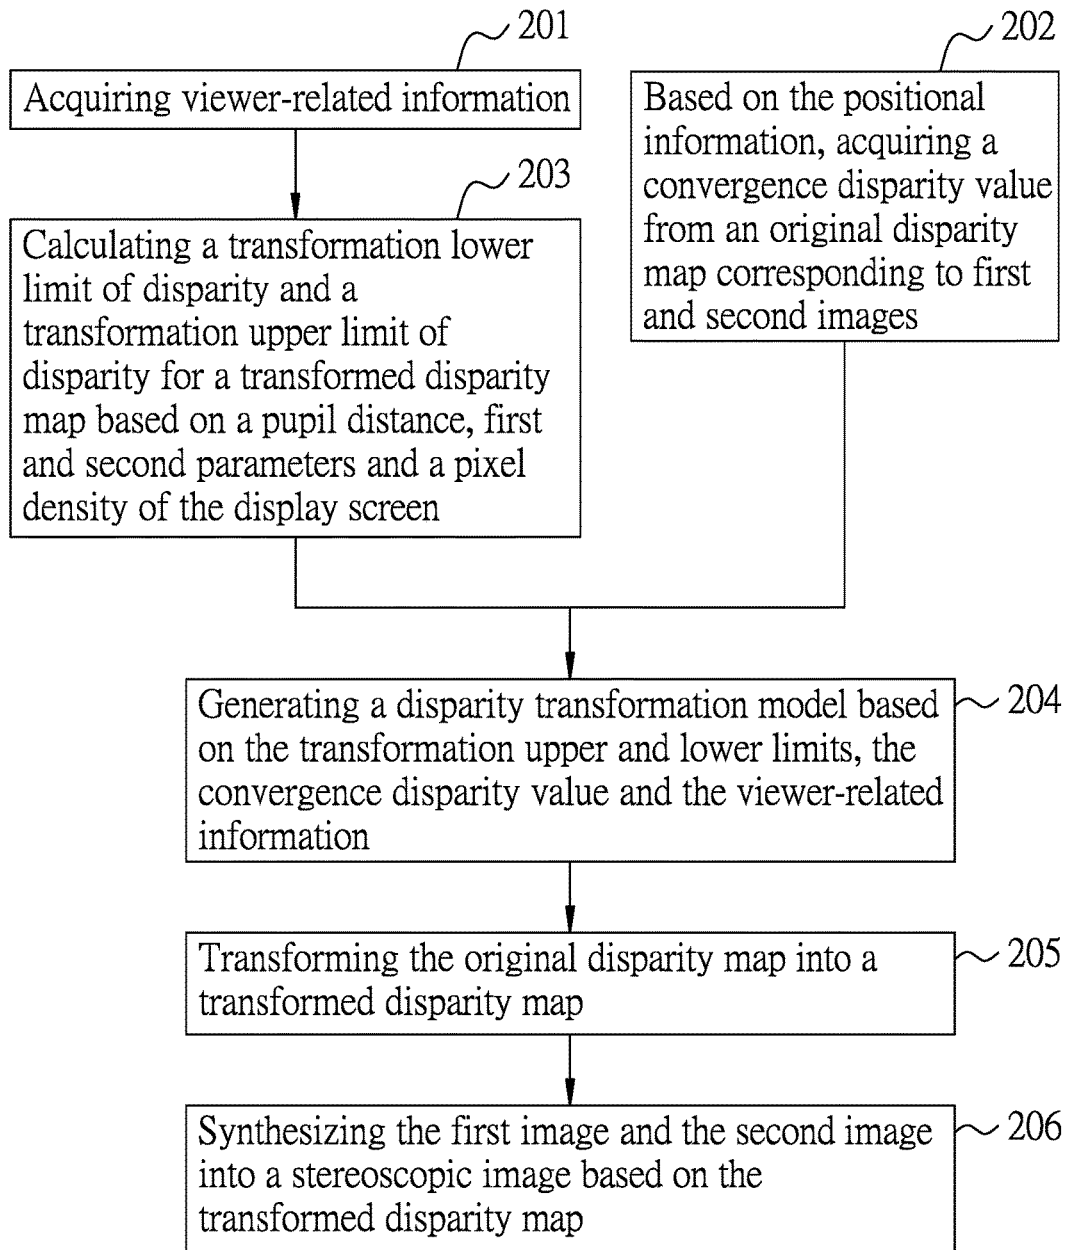 201
Acquiring viewer-related information
202
Based on the positional
information, acquiring a
convergence disparity value
from an original disparity
map corresponding to first
and second images
203
Calculating a transformation lower
limit of disparity and a
transformation upper limit of
disparity for a transformed disparity
map based on a pupil distance, first
and second parameters and a pixel
density of the display screen
204
Generating a disparity transformation model based
on the transformation upper and lower limits, the
convergence disparity value and the viewer-related
information
205
Transforming the original disparity map into a
transformed disparity map
206
Synthesizing the first image and the second image
into a stereoscopic image based on the
transformed disparity map